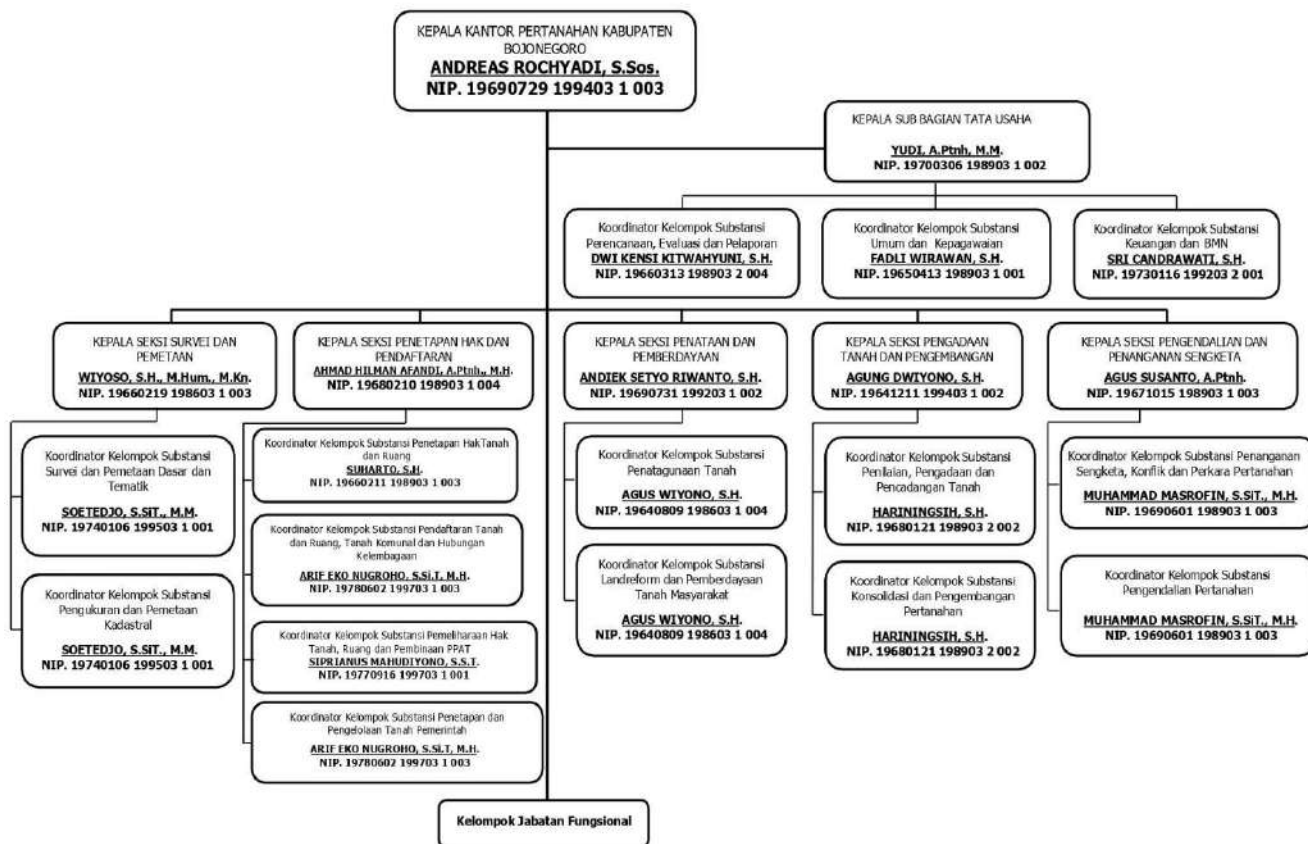 KEPALA KANTOR PERTANAHAN KABUPATEN
BOJONEGORO
ANDREAS ROCHYADI, S.Sos.
NIP. 19690729 199403 1 003
KEPALA SUB BAGIAN TATA USAHA
YUDI, A.Ptnh, M.M.
NIP. 19700306 198903 1 002
Koordinator Kelompok Substansi
Perencanaan, Evaluasi dan Pelaporan
DWI KENSI KITWAHYUNI, S.H.
NIP. 19660313 198903 2 004
Koordinator Kelompok Substansi
Umum dan Kepagawaian
FADLI WIRAWAN, S.H.
NIP. 19650413 198903 1 001
Koordinator Kelompok Substansi
Keuangan dan BMN
SRI CANDRAWATI, S.H.
NIP. 19730116 199203 2 001
KEPALA SEKSI SURVEI DAN
PEMETAAN
WIYOSO, S.H., M.Hum., M.Kn.
NIP. 19660219 198603 1 003
KEPALA SEKSI PENETAPAN HAK DAN
PENDAFTARAN
AHMAD HILMAN AFANDI, A.Ptnh., M.H.
NIP. 19680210 198903 1 004
KEPALA SEKSI PENATAAN DAN
PEMBERDAYAAN
ANDIEK SETYO RIWANTO, S.H.
NIP. 19690731 199203 1 002
KEPALA SEKSI PENGADAAN
TANAH DAN PENGEMBANGAN
AGUNG DWIYONO, S.H.
NIP. 19641211 199403 1 002
KEPALA SEKSI PENGENDALIAN DAN
PENANGANAN SENGKETA
AGUS SUSANTO, A.Ptnh.
NIP. 19671015 198903 1 003
Koordinator Kelompok Substansi
Survei dan Pemetaan Dasar dan
Tematik
SOETEDJO, S.SiT., M.M.
NIP. 19740106 199503 1 001
Koordinator Kelompok Substansi
Pengukuran dan Pemetaan
Kadastral
SOETEDJO, S.SiT., M.M.
NIP. 19740106 199503 1 001
Koordinator Kelompok Substansi Penetapan HakTanah
dan Ruang
SUHARTO, S.H.
NIP. 19660211 198903 1 003
Koordinator Kelompok Substansi Pendaftaran Tanah
dan Ruang, Tanah Komunal dan Hubungan
Kelembagaan
ARIF EKO NUGROHO, S.Si.T, M.H.
NIP. 19780602 199703 1 003
Koordinator Kelompok Substansi Pemeliharaan Hak
Tanah, Ruang dan Pembinaan PPAT
SIPRIANUS MAHUDIYONO, S.S.T.
NIP. 19770916 199703 1 001
Koordinator Kelompok Substansi Penetapan dan
Pengelolaan Tanah Pemerintah
ARIF EKO NUGROHO, S.Si.T, M.H.
NIP. 19780602 199703 1 003
Koordinator Kelompok Substansi
Penatagunaan Tanah
AGUS WIYONO, S.H.
NIP. 19640809 198603 1 004
Koordinator Kelompok Substansi
Landreform dan Pemberdayaan
Tanah Masyarakat
AGUS WIYONO, S.H.
NIP. 19640809 198603 1 004
Koordinator Kelompok Substansi
Penilaian, Pengadaan dan
Pencadangan Tanah
HARININGSIH, S.H.
NIP. 19680121 198903 2 002
Koordinator Kelompok Substansi
Konsolidasi dan Pengembangan
Pertanahan
HARININGSIH, S.H.
NIP. 19680121 198903 2 002
Koordinator Kelompok Substansi Penanganan
Sengketa, Konflik dan Perkara Pertanahan
MUHAMMAD MASROFIN, S.SiT., M.H.
NIP. 19690601 198903 1 003
Koordinator Kelompok Substansi
Pengendalian Pertanahan
MUHAMMAD MASROFIN, S.SiT., M.H.
NIP. 19690601 198903 1 003
Kelompok Jabatan Fungsional